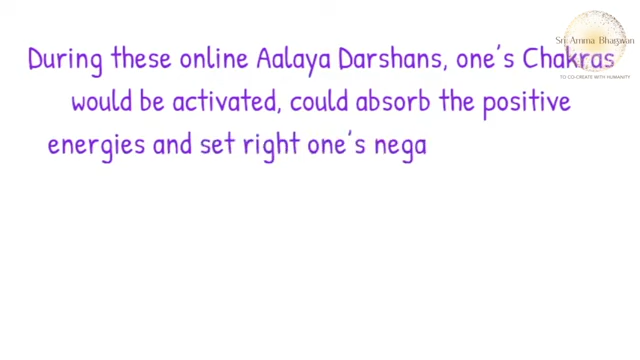 Sri Amma Bhagwan
TO CO-CREATE WITH HUMANITY
During these online Aalaya Darshans, one's Chakras
would be activated, could absorb the positive
energies and set right one's nega